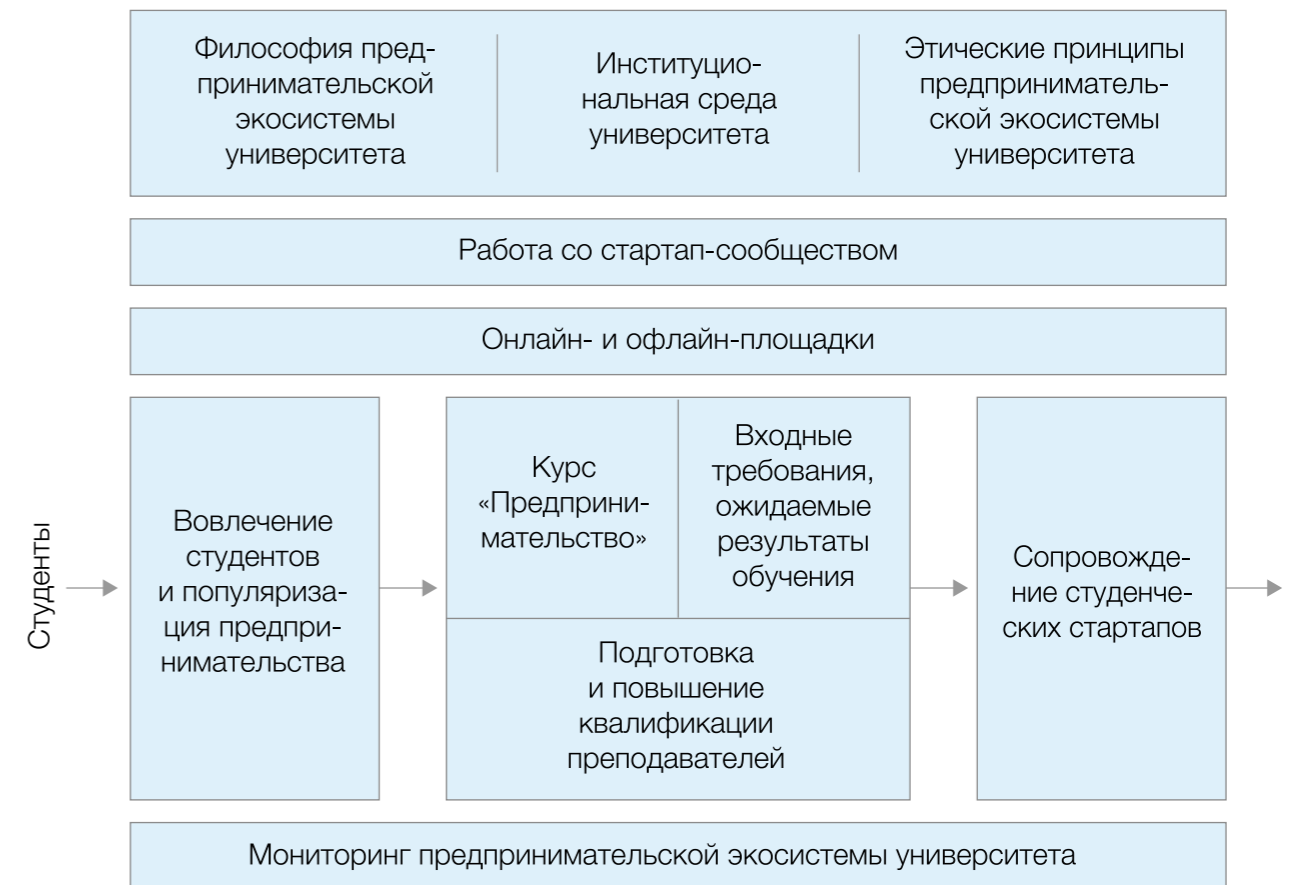 Философия пред-
принимательской
экосистемы
университета
Институцио-
нальная среда
университета
Этические принципы
предприниматель-
ской экосистемы
университета
Работа со стартап-сообществом
Онлайн- и офлайн-площадки
Студенты
Вовлечение
студентов
и популяриза-
ция предпри-
нимательства
Курс
«Предприни-
мательство»
Входные
требования,
ожидаемые
результаты
обучения
Подготовка
и повышение
квалификации
преподавателей
Сопровожде-
ние студенче-
ских стартапов
Мониторинг предпринимательской экосистемы университета